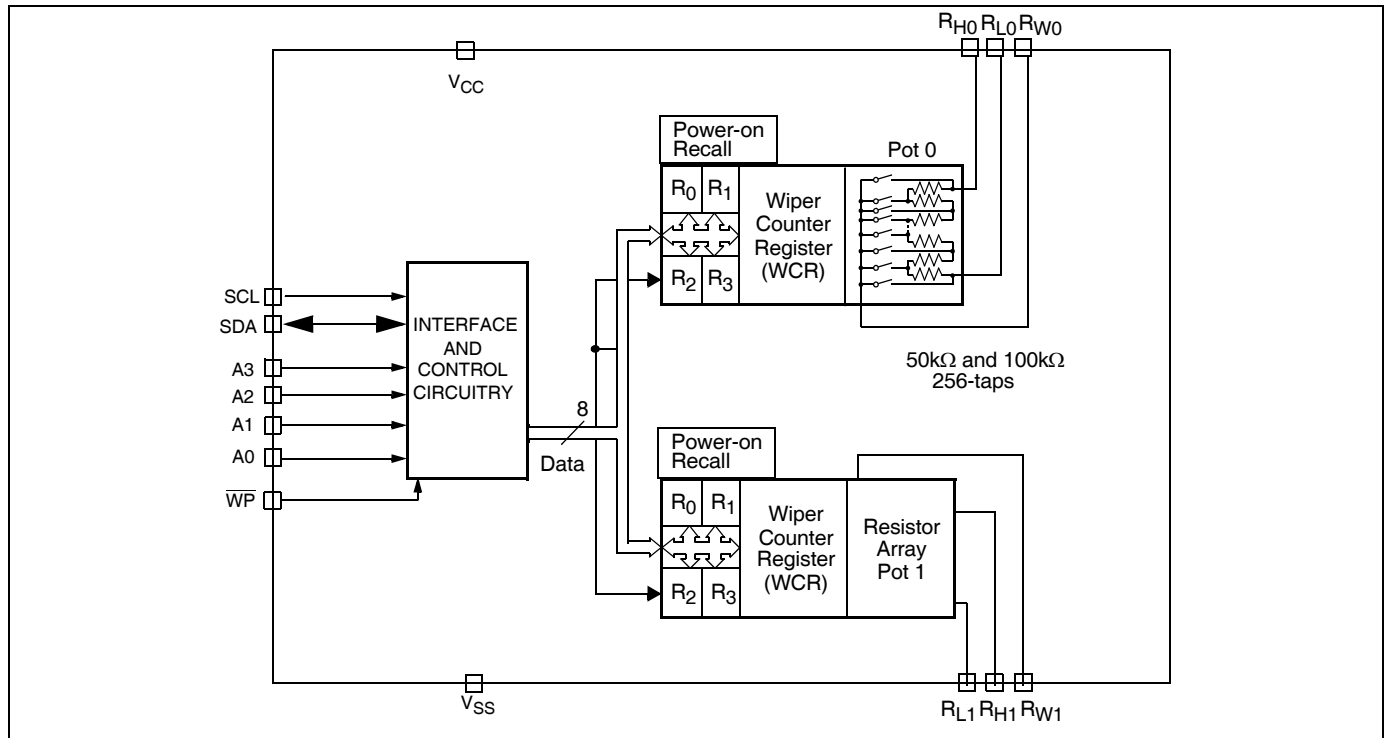 RH0 RL0 RW0
VCC
Power-on
Recall
Pot 0
R0 R1
R2 R3
Wiper
Counter
Register
(WCR)
SCL
SDA
A3
A2
A1
A0
WP
INTERFACE
AND
CONTROL
CIRCUITRY
50kΩ and 100kΩ
256-taps
8
Data
Power-on
Recall
R0 R1
R2 R3
Wiper
Counter
Register
(WCR)
Resistor
Array
Pot 1
VSS
RL1 RH1 RW1